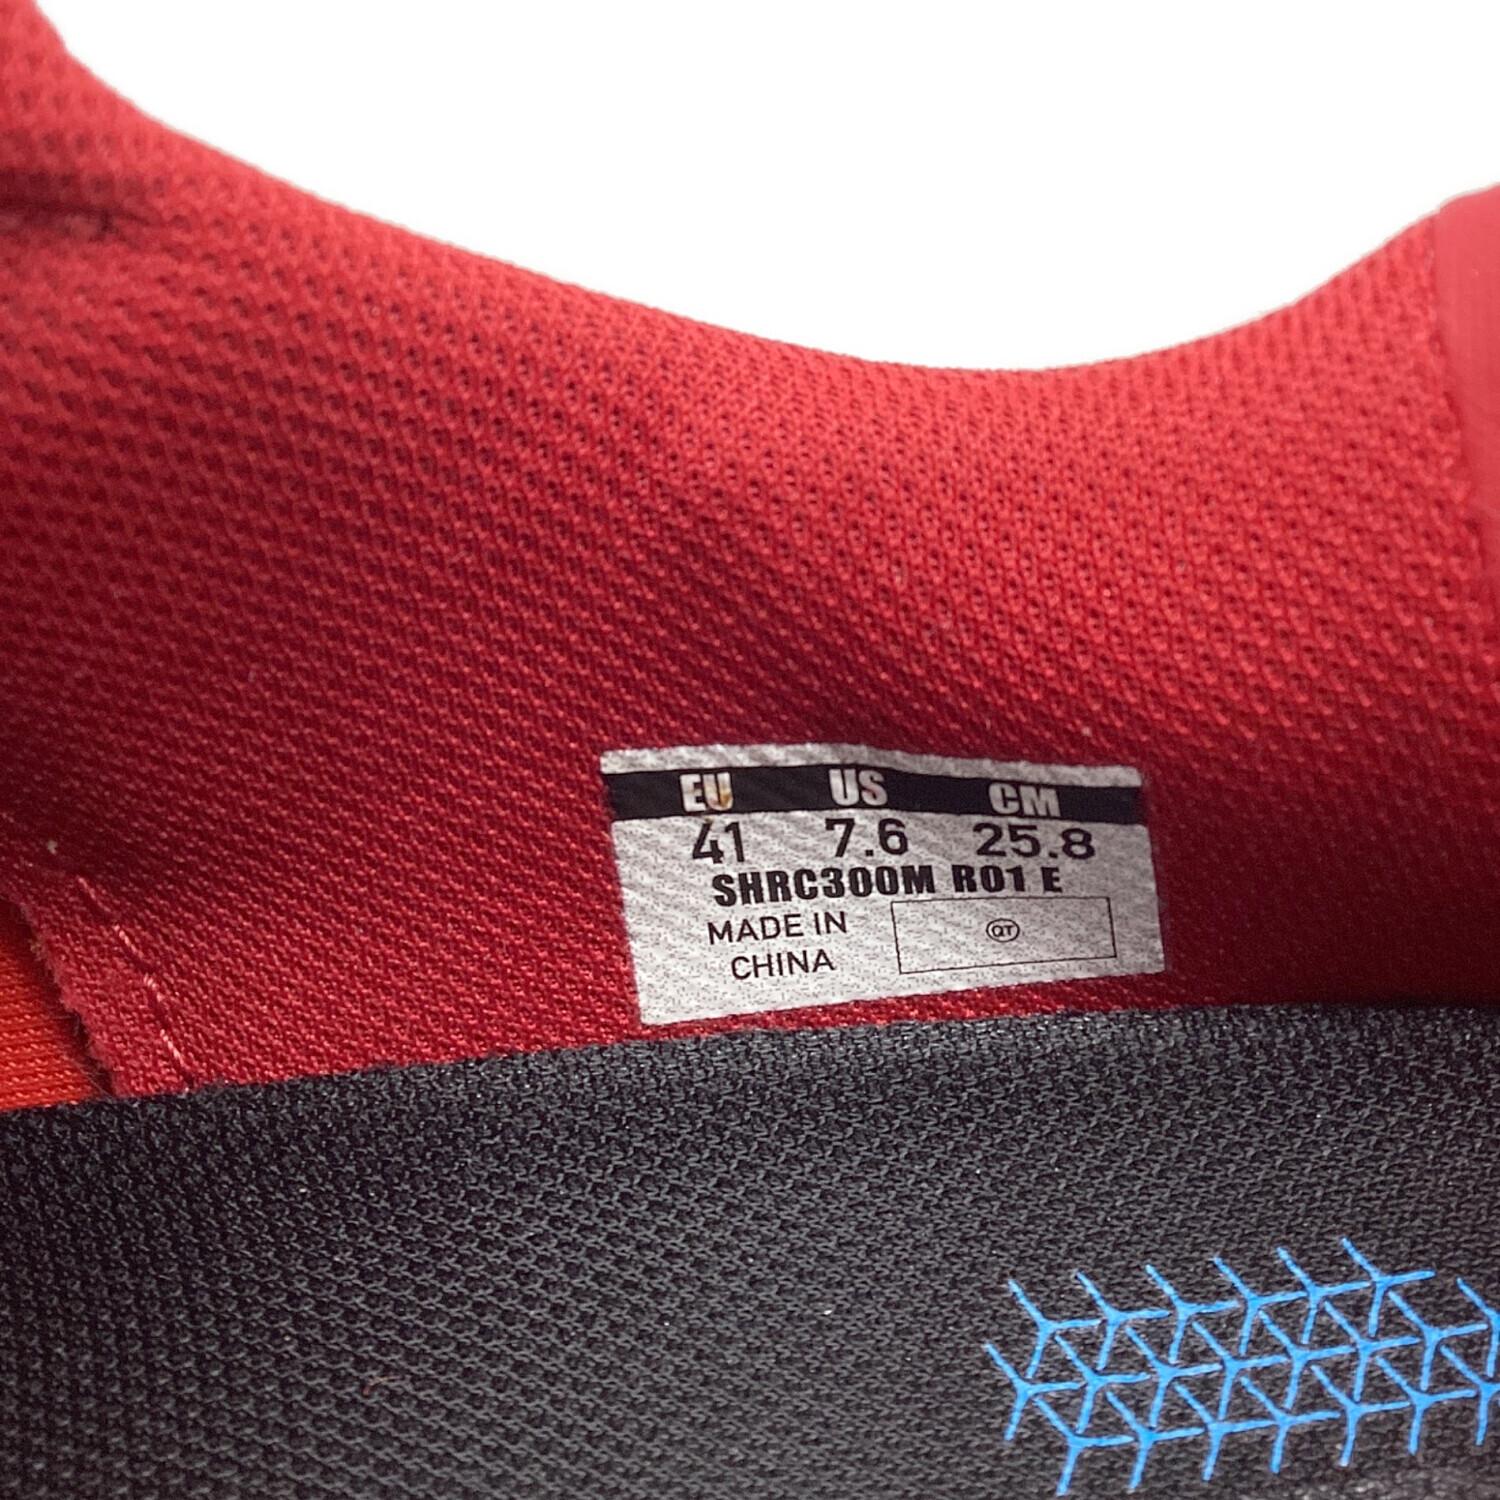 EU US CM
41 7.6 25.8
SHRC300M R01 E
MADE IN
CHINA
QT